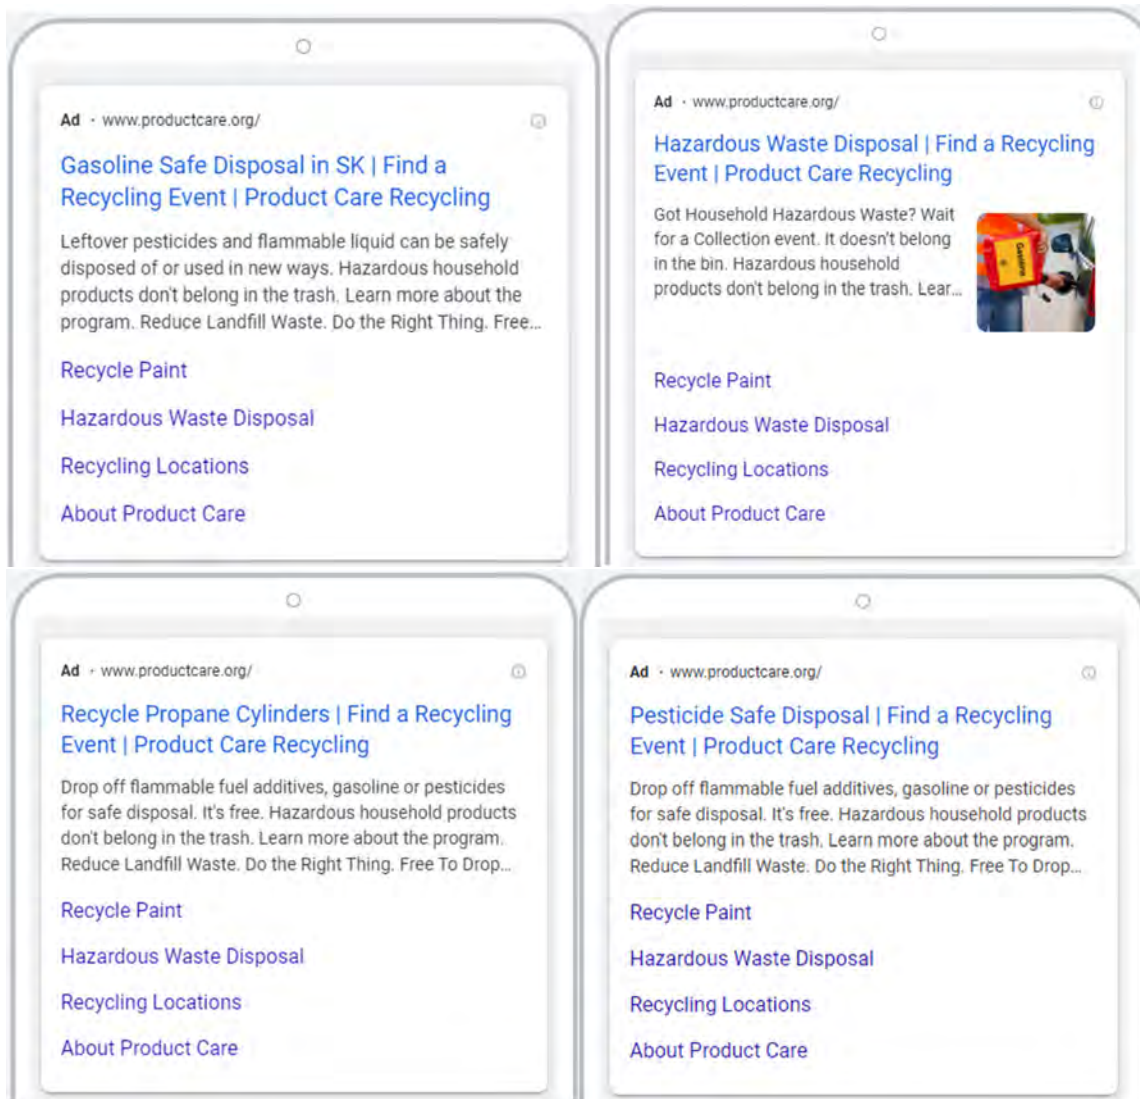 Ad · www.productcare.org/
Gasoline Safe Disposal in SK | Find a
Recycling Event | Product Care Recycling
Leftover pesticides and flammable liquid can be safely
disposed of or used in new ways. Hazardous household
products don't belong in the trash. Learn more about the
program. Reduce Landfill Waste. Do the Right Thing. Free...
Recycle Paint
Hazardous Waste Disposal
Recycling Locations
About Product Care
Ad · www.productcare.org/
Hazardous Waste Disposal | Find a Recycling
Event | Product Care Recycling
Got Household Hazardous Waste? Wait
for a Collection event. It doesn't belong
in the bin. Hazardous household
products don't belong in the trash. Lear...
Gasoline
Recycle Paint
Hazardous Waste Disposal
Recycling Locations
About Product Care
Ad · www.productcare.org/
Recycle Propane Cylinders | Find a Recycling
Event | Product Care Recycling
Drop off flammable fuel additives, gasoline or pesticides
for safe disposal. It's free. Hazardous household products
don't belong in the trash. Learn more about the program.
Reduce Landfill Waste. Do the Right Thing. Free To Drop...
Recycle Paint
Hazardous Waste Disposal
Recycling Locations
About Product Care
Ad · www.productcare.org/
Pesticide Safe Disposal | Find a Recycling
Event | Product Care Recycling
Drop off flammable fuel additives, gasoline or pesticides
for safe disposal. It's free. Hazardous household products
don't belong in the trash. Learn more about the program.
Reduce Landfill Waste. Do the Right Thing. Free To Drop...
Recycle Paint
Hazardous Waste Disposal
Recycling Locations
About Product Care